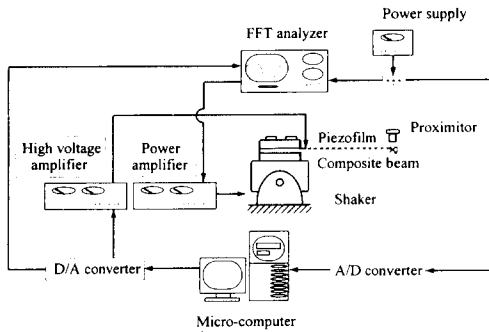 Power supply
FFT analyzer
Piezofilm
Proximitor
High voltage
amplifier
Power
amplifier
Composite beam
Shaker
D/A converter
A/D converter
Micro-computer